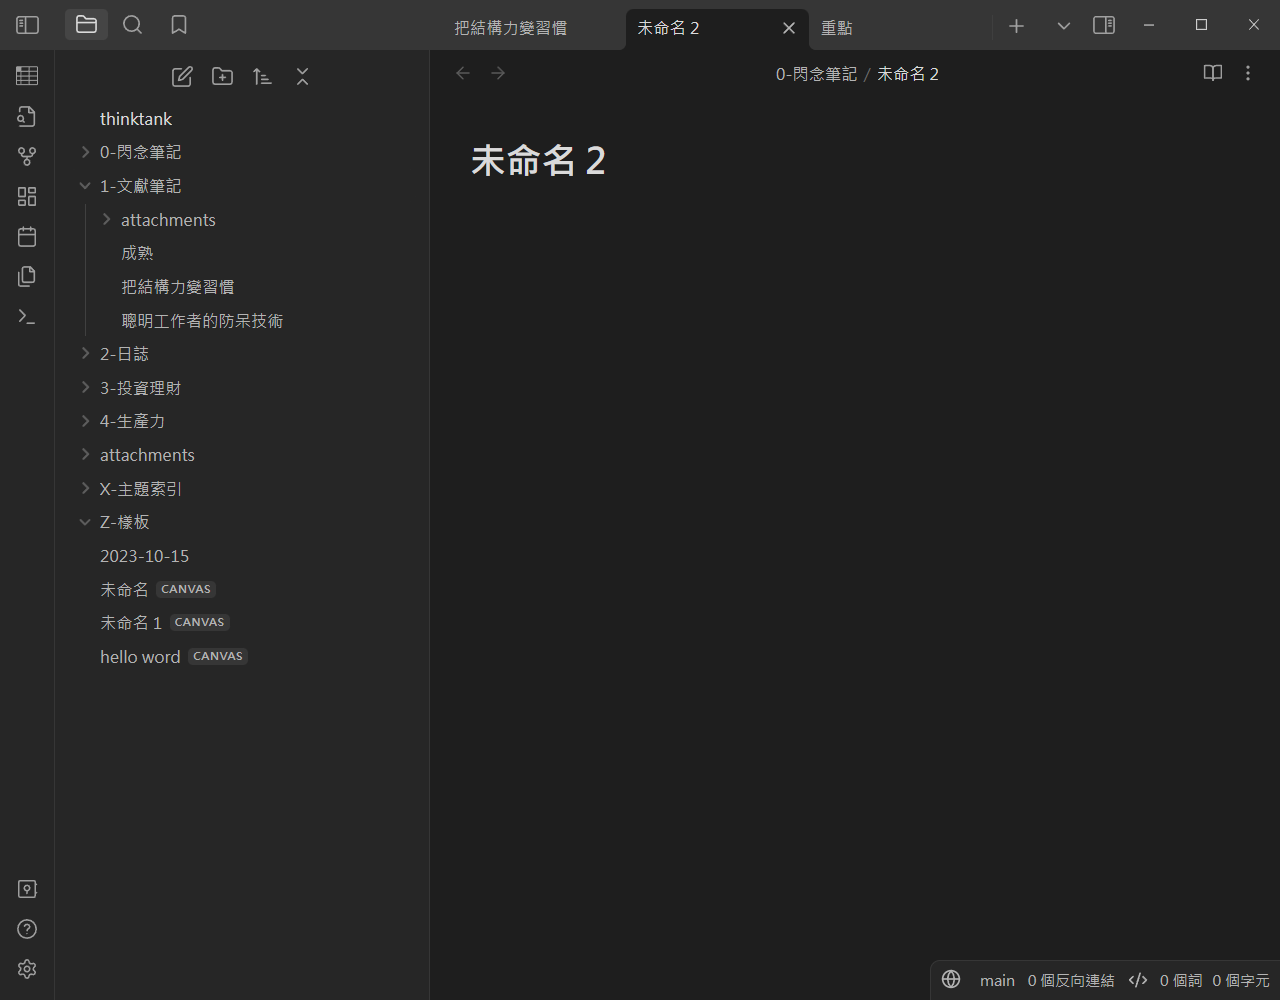 把結構力變習慣
未命名 2
重點
0-閃念筆記 / 未命名 2
thinktank
0-閃念筆記
1-文獻筆記
attachments
成熟
把結構力變習慣
聰明工作者的防呆技術
2-日誌
3-投資理財
4-生產力
attachments
X-主題索引
Z-樣板
2023-10-15
未命名 CANVAS
未命名 1 CANVAS
hello word CANVAS
未命名 2
main 0 個反向連結 0 個詞 0 個字元